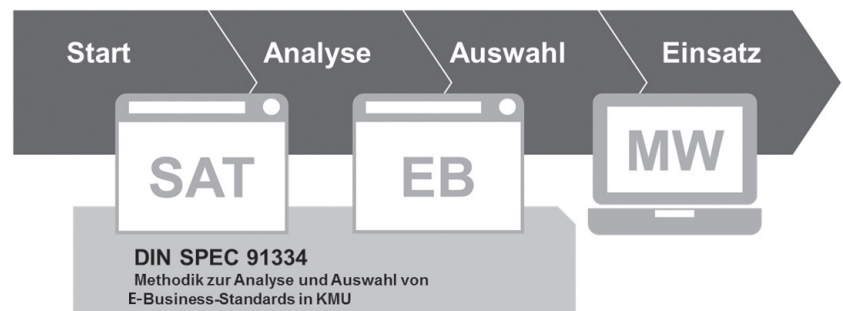 Start Analyse Auswahl Einsatz
SAT EB MW
DIN SPEC 91334
Methodik zur Analyse und Auswahl von
E-Business-Standards in KMU